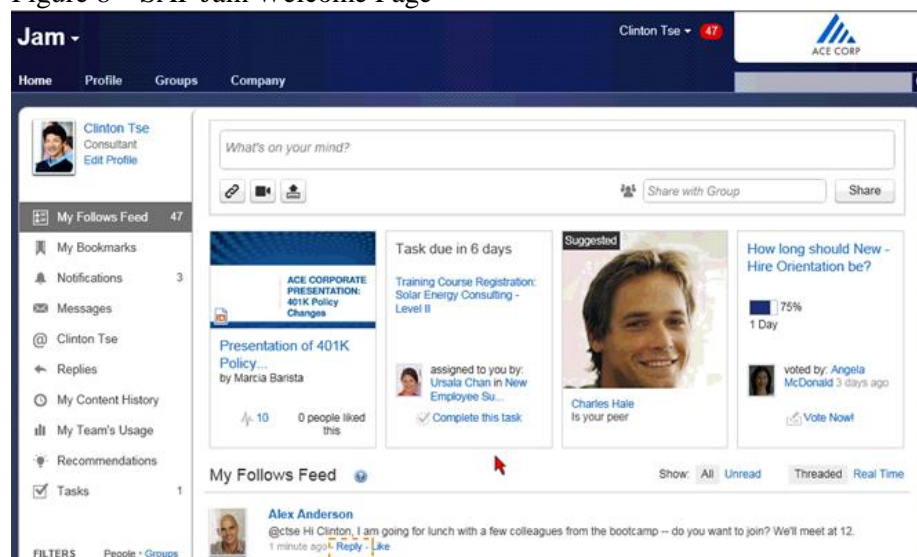 Figure 8 – SAP Jam Welcome Page
Jam
Clinton Tse 47
ACE CORP
Home Profile Groups Company
Clinton Tse
Consultant
Edit Profile
What's on your mind?
Share with Group Share
My Follows Feed 47
My Bookmarks
Notifications 3
Messages
@ Clinton Tse
Replies
My Content History
My Team's Usage
Recommendations
Tasks 1
FILTERS People • Groups
ACE CORPORATE
PRESENTATION:
401K Policy
Changes
Presentation of 401K
Policy...
by Marcia Barista
10 0 people liked
this
Task due in 6 days
Training Course Registration:
Solar Energy Consulting -
Level II
assigned to you by:
Ursala Chan in New
Employee Su...
Complete this task
Suggested
Charles Hale
Is your peer
How long should New -
Hire Orientation be?
75%
1 Day
voted by: Angela
McDonald 3 days ago
Vote Now!
My Follows Feed
Show: All Unread Threaded Real Time
Alex Anderson
@ctse Hi Clinton, I am going for lunch with a few colleagues from the bootcamp -- do you want to join? We'll meet at 12.
1 minute ago - Reply - Like